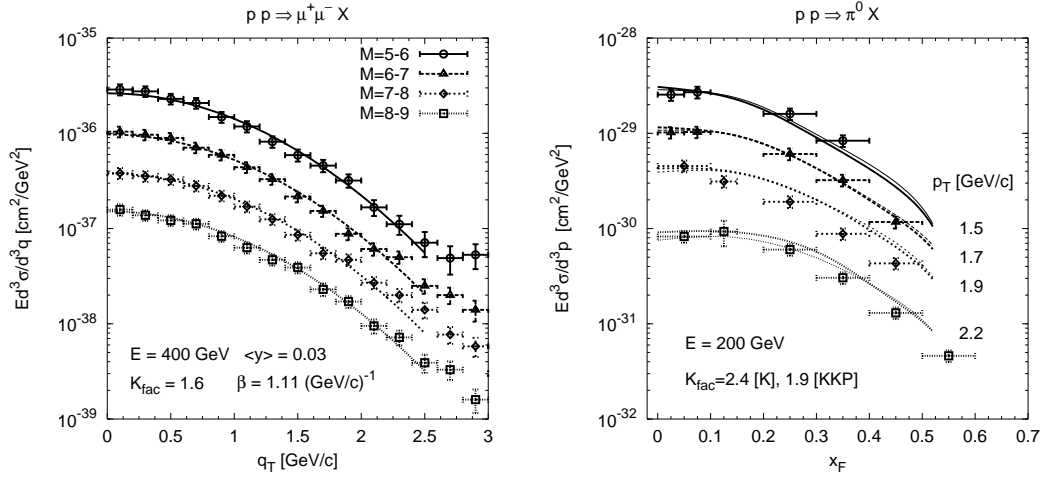 p p ⇒ μ⁺μ⁻ X
10⁻³⁵
10⁻³⁶
10⁻³⁷
10⁻³⁸
10⁻³⁹
Ed³σ/d³q [cm²/GeV²]
M=5-6
M=6-7
M=7-8
M=8-9
E = 400 GeV <y> = 0.03
K_fac = 1.6 β = 1.11 (GeV/c)⁻¹
0 0.5 1 1.5 2 2.5 3
q_T [GeV/c]
p p ⇒ π⁰ X
10⁻²⁸
10⁻²⁹
10⁻³⁰
10⁻³¹
10⁻³²
Ed³σ/d³p [cm²/GeV²]
p_T [GeV/c]
1.5
1.7
1.9
2.2
E = 200 GeV
K_fac=2.4 [K], 1.9 [KKP]
0 0.1 0.2 0.3 0.4 0.5 0.6 0.7
x_F